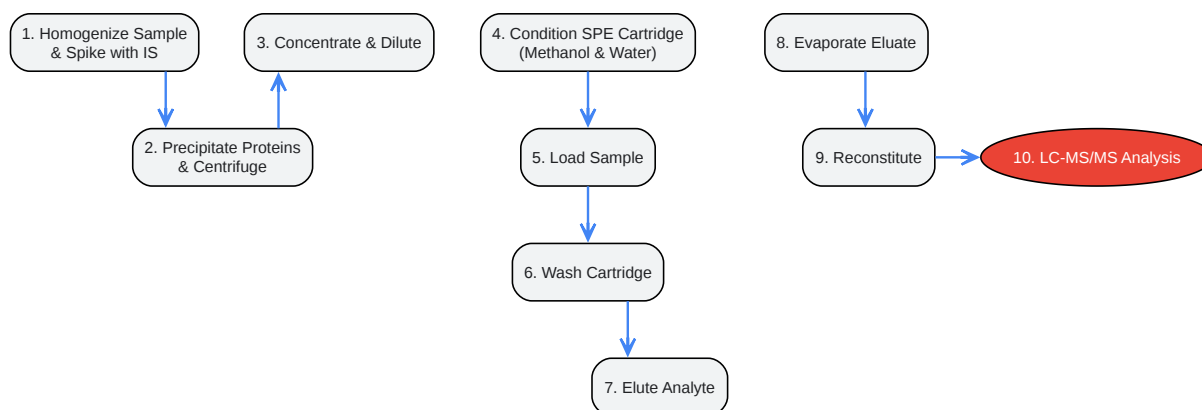 1. Homogenize Sample
& Spike with IS
2. Precipitate Proteins
& Centrifuge
3. Concentrate & Dilute
4. Condition SPE Cartridge
(Methanol & Water)
5. Load Sample
6. Wash Cartridge
7. Elute Analyte
8. Evaporate Eluate
9. Reconstitute
10. LC-MS/MS Analysis